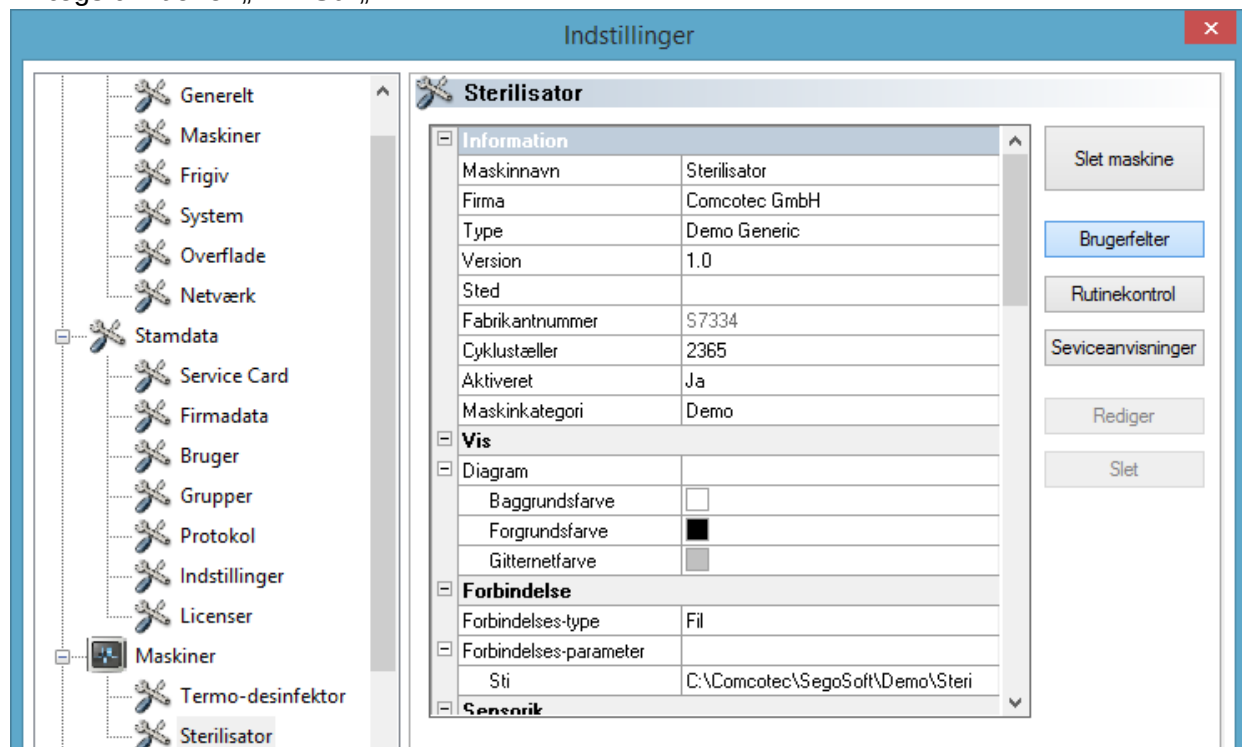 Indstillinger
Generelt
Maskiner
Frigiv
System
Overflade
Netværk
Stamdata
Service Card
Firmadata
Bruger
Grupper
Protokol
Indstillinger
Licenser
Maskiner
Termo-desinfektor
Sterilisator
Sterilisator
Information
Maskinnavn Sterilisator
Firma Comcotec GmbH
Type Demo Generic
Version 1.0
Sted
Fabrikantnummer S7334
Cyklustæller 2365
Aktiveret Ja
Maskinkategori Demo
Vis
Diagram
Baggrundsfarve
Forgrundsfarve
Gitternetfarve
Forbindelse
Forbindelses-type Fil
Forbindelses-parameter
Sti C:\Comcotec\SegoSoft\Demo\Steri
Sensorik
Slet maskine
Brugerfelter
Rutinekontrol
Seviceanvisninger
Rediger
Slet